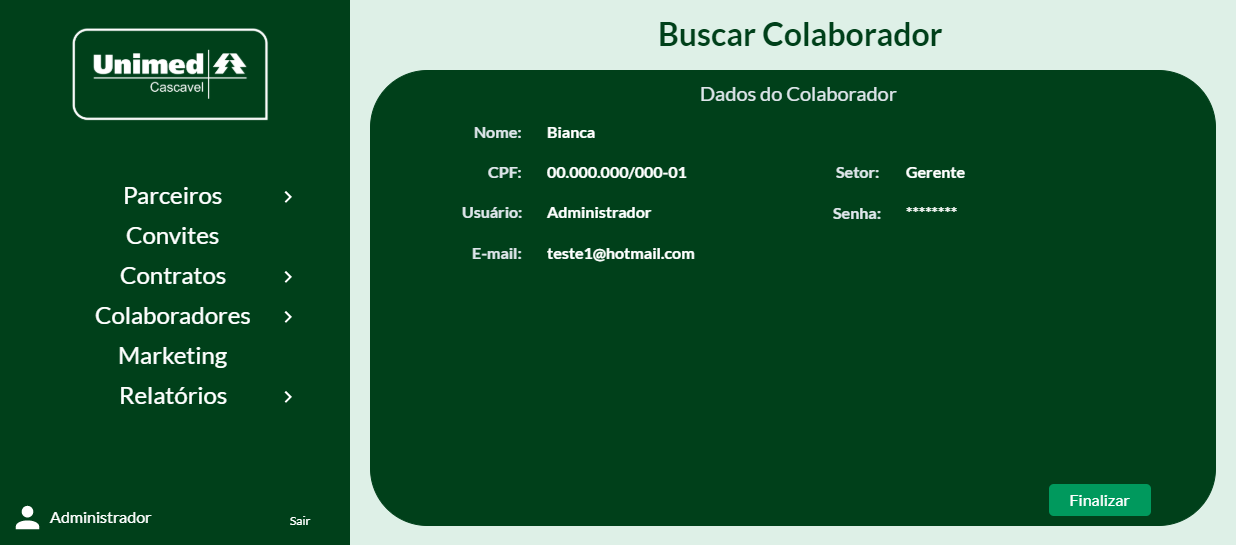 Unimed
Cascavel
Parceiros
Convites
Contratos
Colaboradores
Marketing
Relatórios
Administrador
Sair
Buscar Colaborador
Dados do Colaborador
Nome: Bianca
CPF: 00.000.000/000-01 Setor: Gerente
Usuário: Administrador Senha: ********
E-mail: teste1@hotmail.com
Finalizar